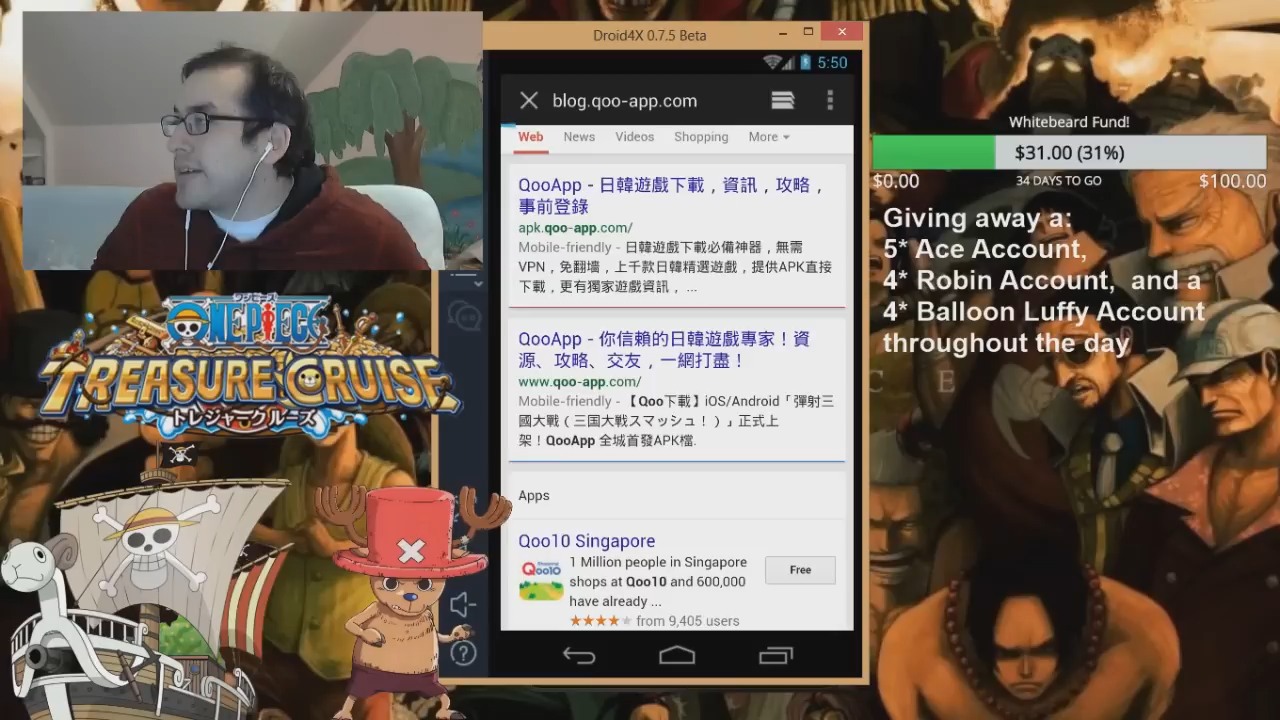 Droid4X 0.7.5 Beta
5:50
blog.qoo-app.com
Web News Videos Shopping More
QooApp - 日韓遊戲下載，資訊，攻略，
事前登錄
apk.qoo-app.com/
Mobile-friendly - 日韓遊戲下載必備神器，無需
VPN，免翻墻，上千款日韓精選遊戲，提供APK直接
下載，更有獨家遊戲資訊， ...
QooApp - 你信賴的日韓遊戲專家！資
源、攻略、交友，一網打盡！
www.qoo-app.com/
Mobile-friendly - 【Qoo下載】iOS/Android「彈射三
國大戰（三国大戦スマッシュ！）」正式上
架！QooApp 全城首發APK檔.
Apps
Qoo10 Singapore
Qoo10
1 Million people in Singapore
shops at Qoo10 and 600,000
have already ...
from 9,405 users
Free
Whitebeard Fund!
$31.00 (31%)
$0.00 34 DAYS TO GO $100.00
Giving away a:
5* Ace Account,
4* Robin Account, and a
4* Balloon Luffy Account
throughout the day
C E
ワンピース
ONE PIECE
TREASURE CRUISE
トレジャークルーズ